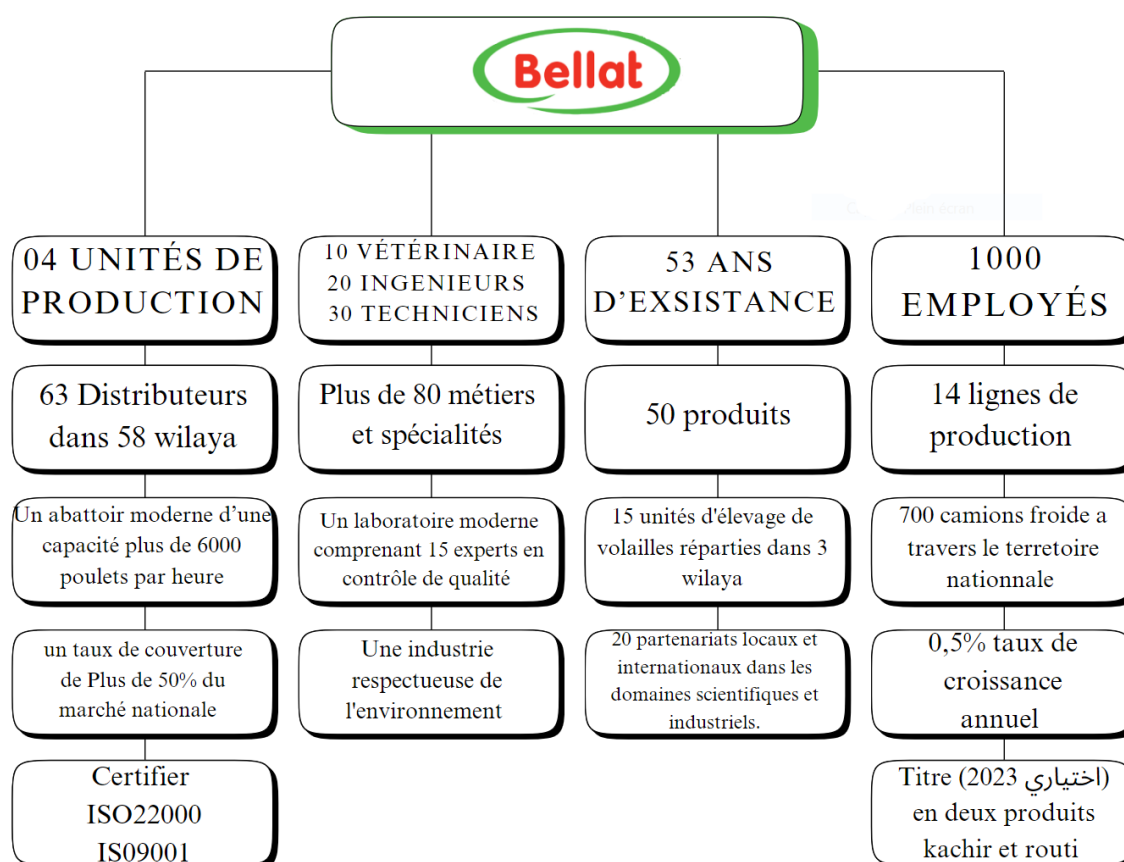 Bellat
04 UNITÉS DE
PRODUCTION
63 Distributeurs
dans 58 wilaya
Un abattoir moderne d’une
capacité plus de 6000
poulets par heure
un taux de couverture
de Plus de 50% du
marché nationale
Certifier
ISO22000
IS09001
10 VÉTÉRINAIRE
20 INGENIEURS
30 TECHNICIENS
Plus de 80 métiers
et spécialités
Un laboratoire moderne
comprenant 15 experts en
contrôle de qualité
Une industrie
respectueuse de
l'environnement
53 ANS
D’EXSISTANCE
50 produits
15 unités d'élevage de
volailles réparties dans 3
wilaya
20 partenariats locaux et
internationaux dans les
domaines scientifiques et
industriels.
1000
EMPLOYÉS
14 lignes de
production
700 camions froide a
travers le terretoire
nationnale
0,5% taux de
croissance
annuel
Titre (2023 اختياري)
en deux produits
kachir et routi